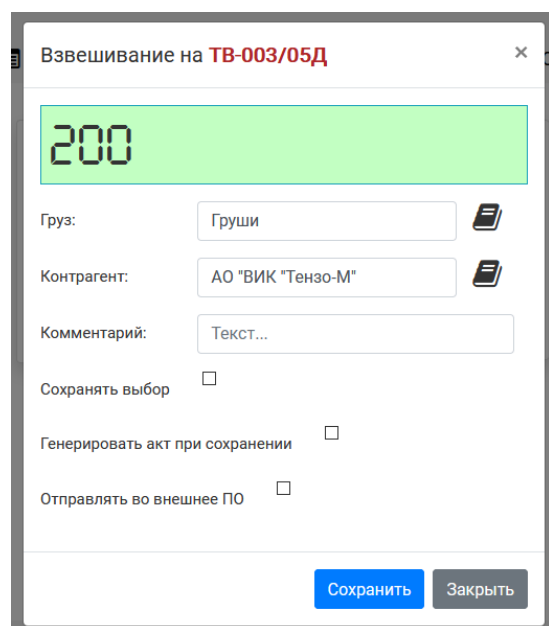 Взвешивание на ТВ-003/05Д ×
200
Груз: Груши
Контрагент: АО "ВИК "Тензо-М"
Комментарий: Текст...
Сохранять выбор
Генерировать акт при сохранении
Отправлять во внешнее ПО
Сохранить Закрыть